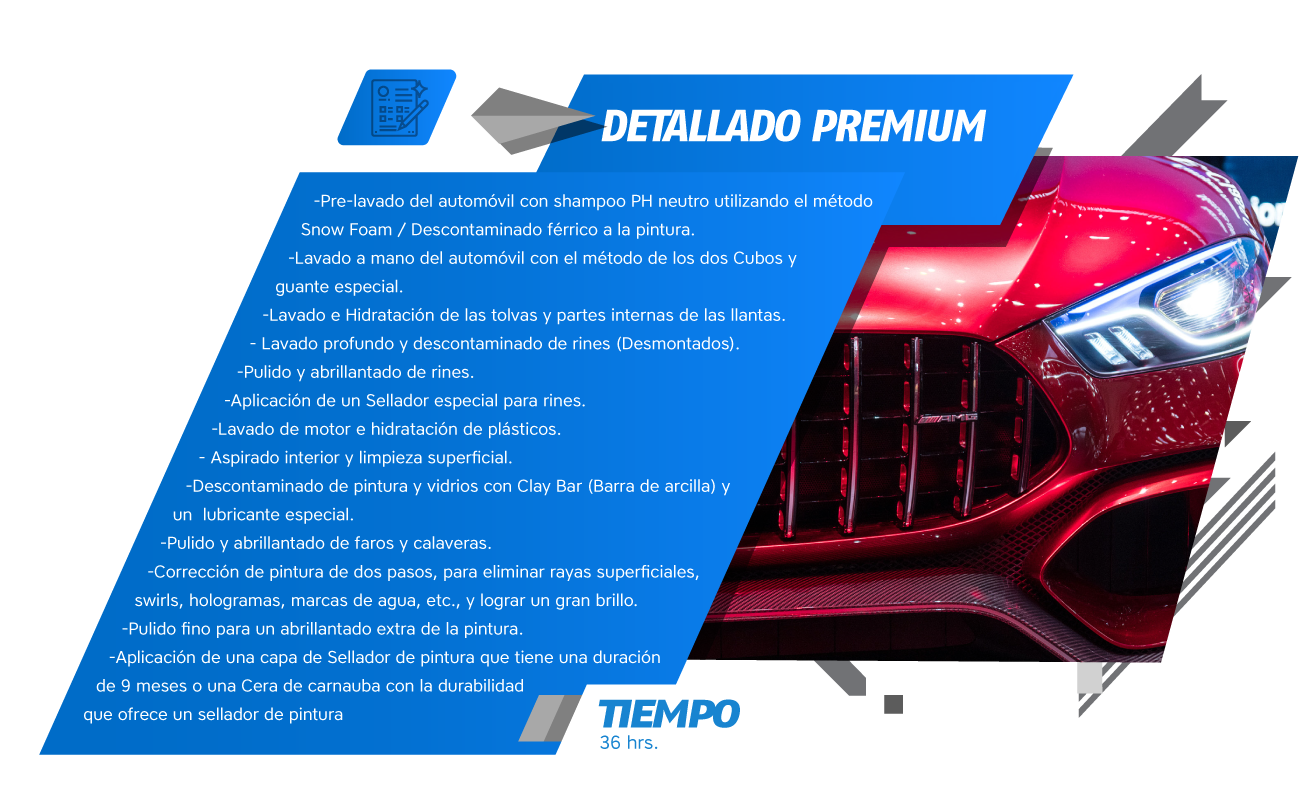 DETALLADO PREMIUM
-Pre-lavado del automóvil con shampoo PH neutro utilizando el método
Snow Foam / Descontaminado férrico a la pintura.
-Lavado a mano del automóvil con el método de los dos Cubos y
guante especial.
-Lavado e Hidratación de las tolvas y partes internas de las llantas.
- Lavado profundo y descontaminado de rines (Desmontados).
-Pulido y abrillantado de rines.
-Aplicación de un Sellador especial para rines.
-Lavado de motor e hidratación de plásticos.
- Aspirado interior y limpieza superficial.
-Descontaminado de pintura y vidrios con Clay Bar (Barra de arcilla) y
un  lubricante especial.
-Pulido y abrillantado de faros y calaveras.
-Corrección de pintura de dos pasos, para eliminar rayas superficiales,
swirls, hologramas, marcas de agua, etc., y lograr un gran brillo.
-Pulido fino para un abrillantado extra de la pintura.
-Aplicación de una capa de Sellador de pintura que tiene una duración
de 9 meses o una Cera de carnauba con la durabilidad
que ofrece un sellador de pintura
AMG
TIEMPO
36 hrs.